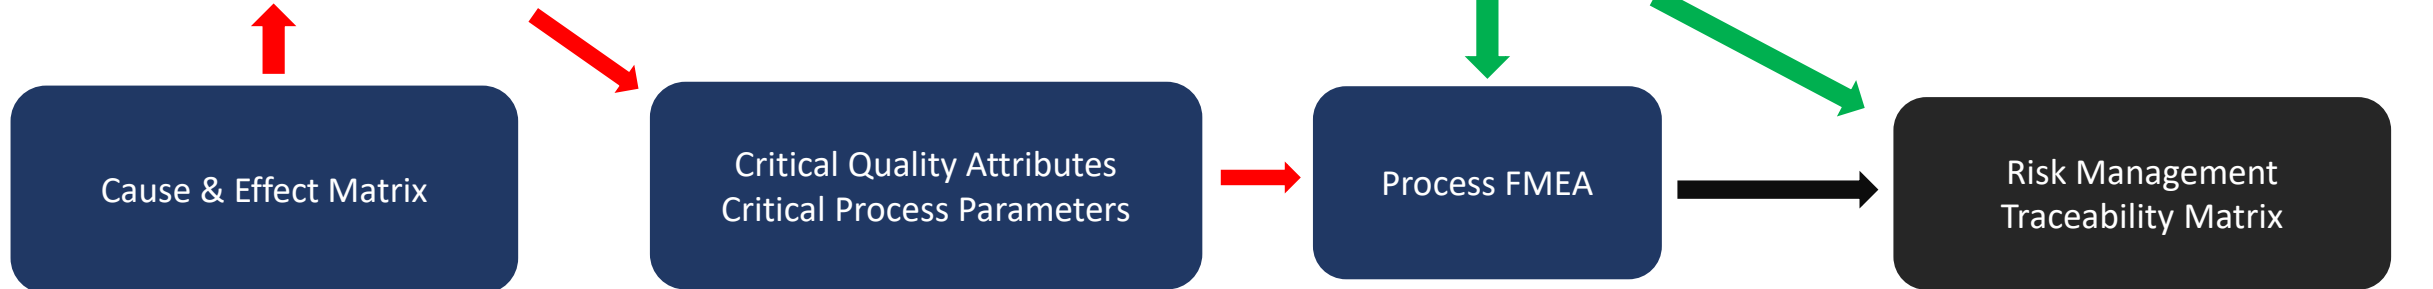 Cause & Effect Matrix
Critical Quality Attributes
Critical Process Parameters
Process FMEA
Risk Management
Traceability Matrix